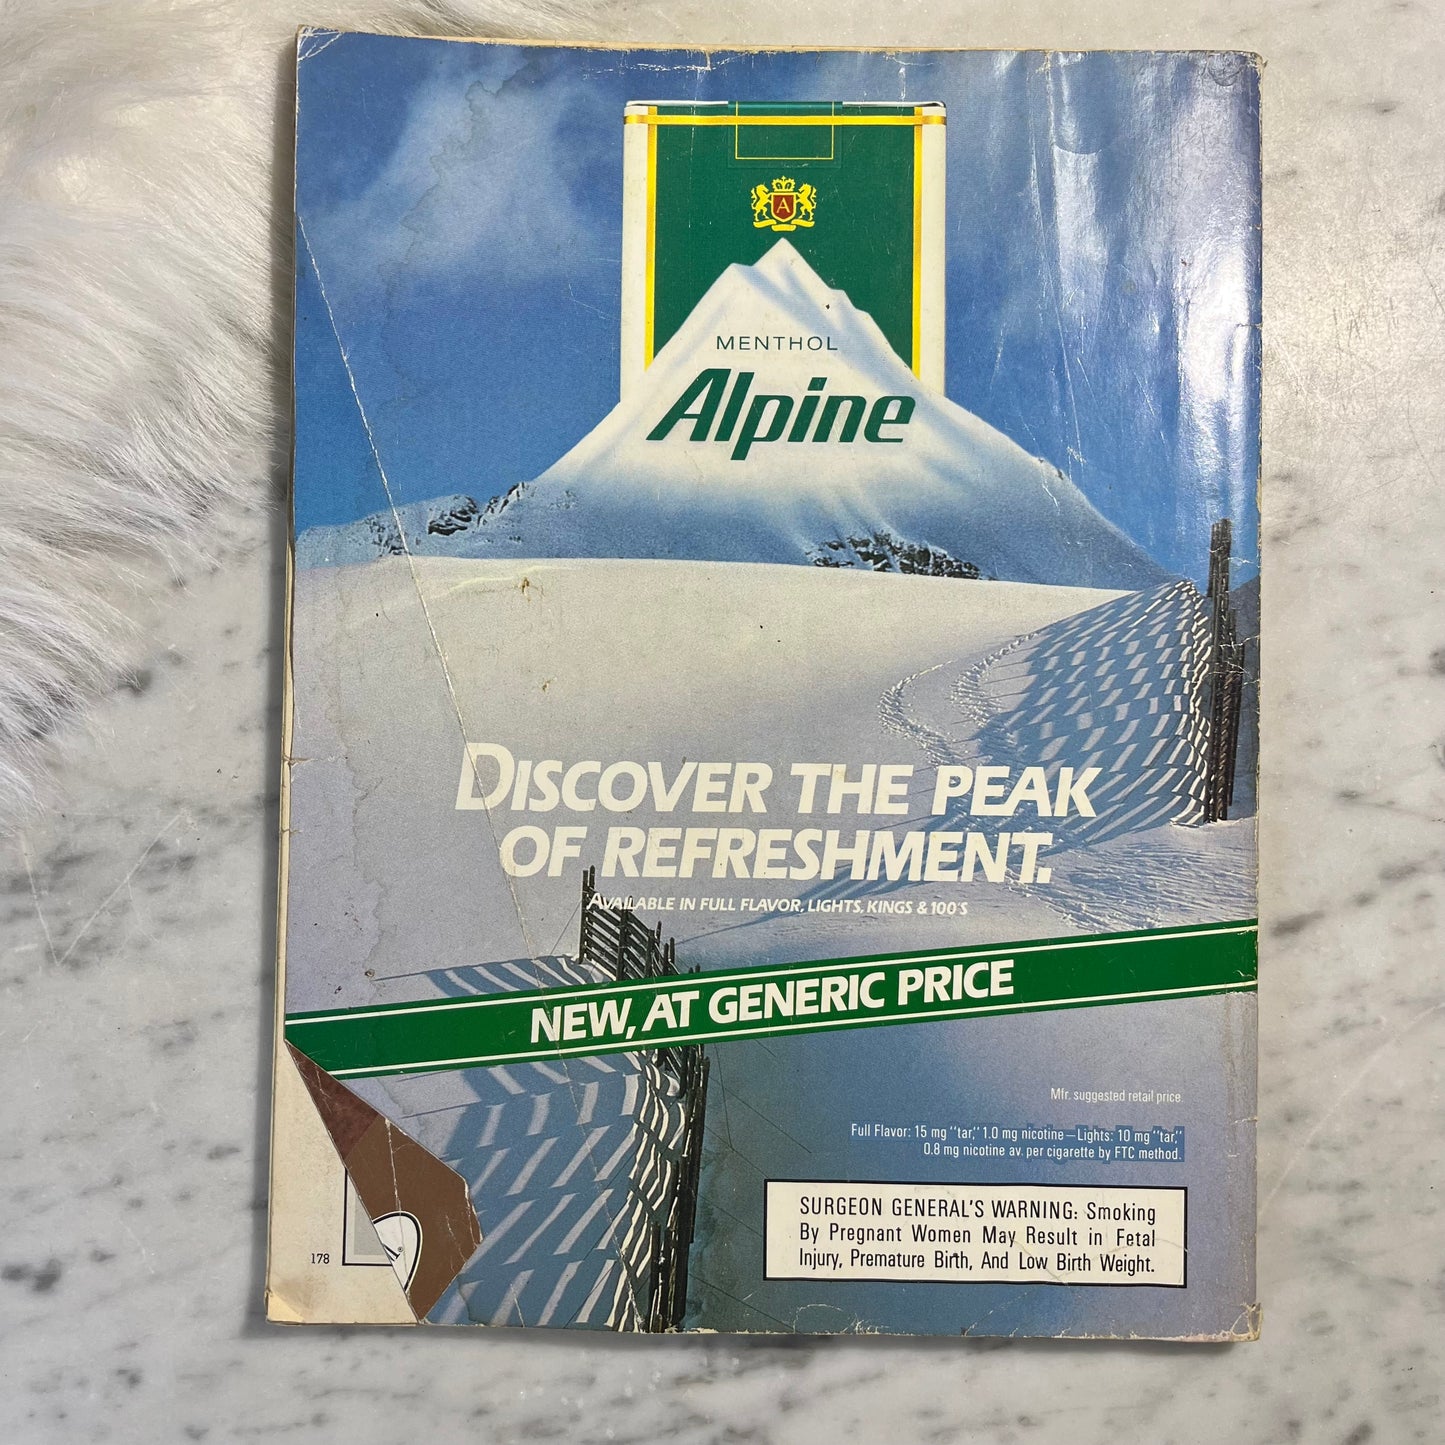 A
MENTHOL
Alpine
DISCOVER THE PEAK
OF REFRESHMENT.
AVAILABLE IN FULL FLAVOR, LIGHTS, KINGS & 100'S
NEW, AT GENERIC PRICE
Mfr. suggested retail price.
Full Flavor: 15 mg "tar," 1.0 mg nicotine—Lights: 10 mg "tar,"
0.8 mg nicotine av. per cigarette by FTC method.
SURGEON GENERAL'S WARNING: Smoking
By Pregnant Women May Result in Fetal
Injury, Premature Birth, And Low Birth Weight.
178